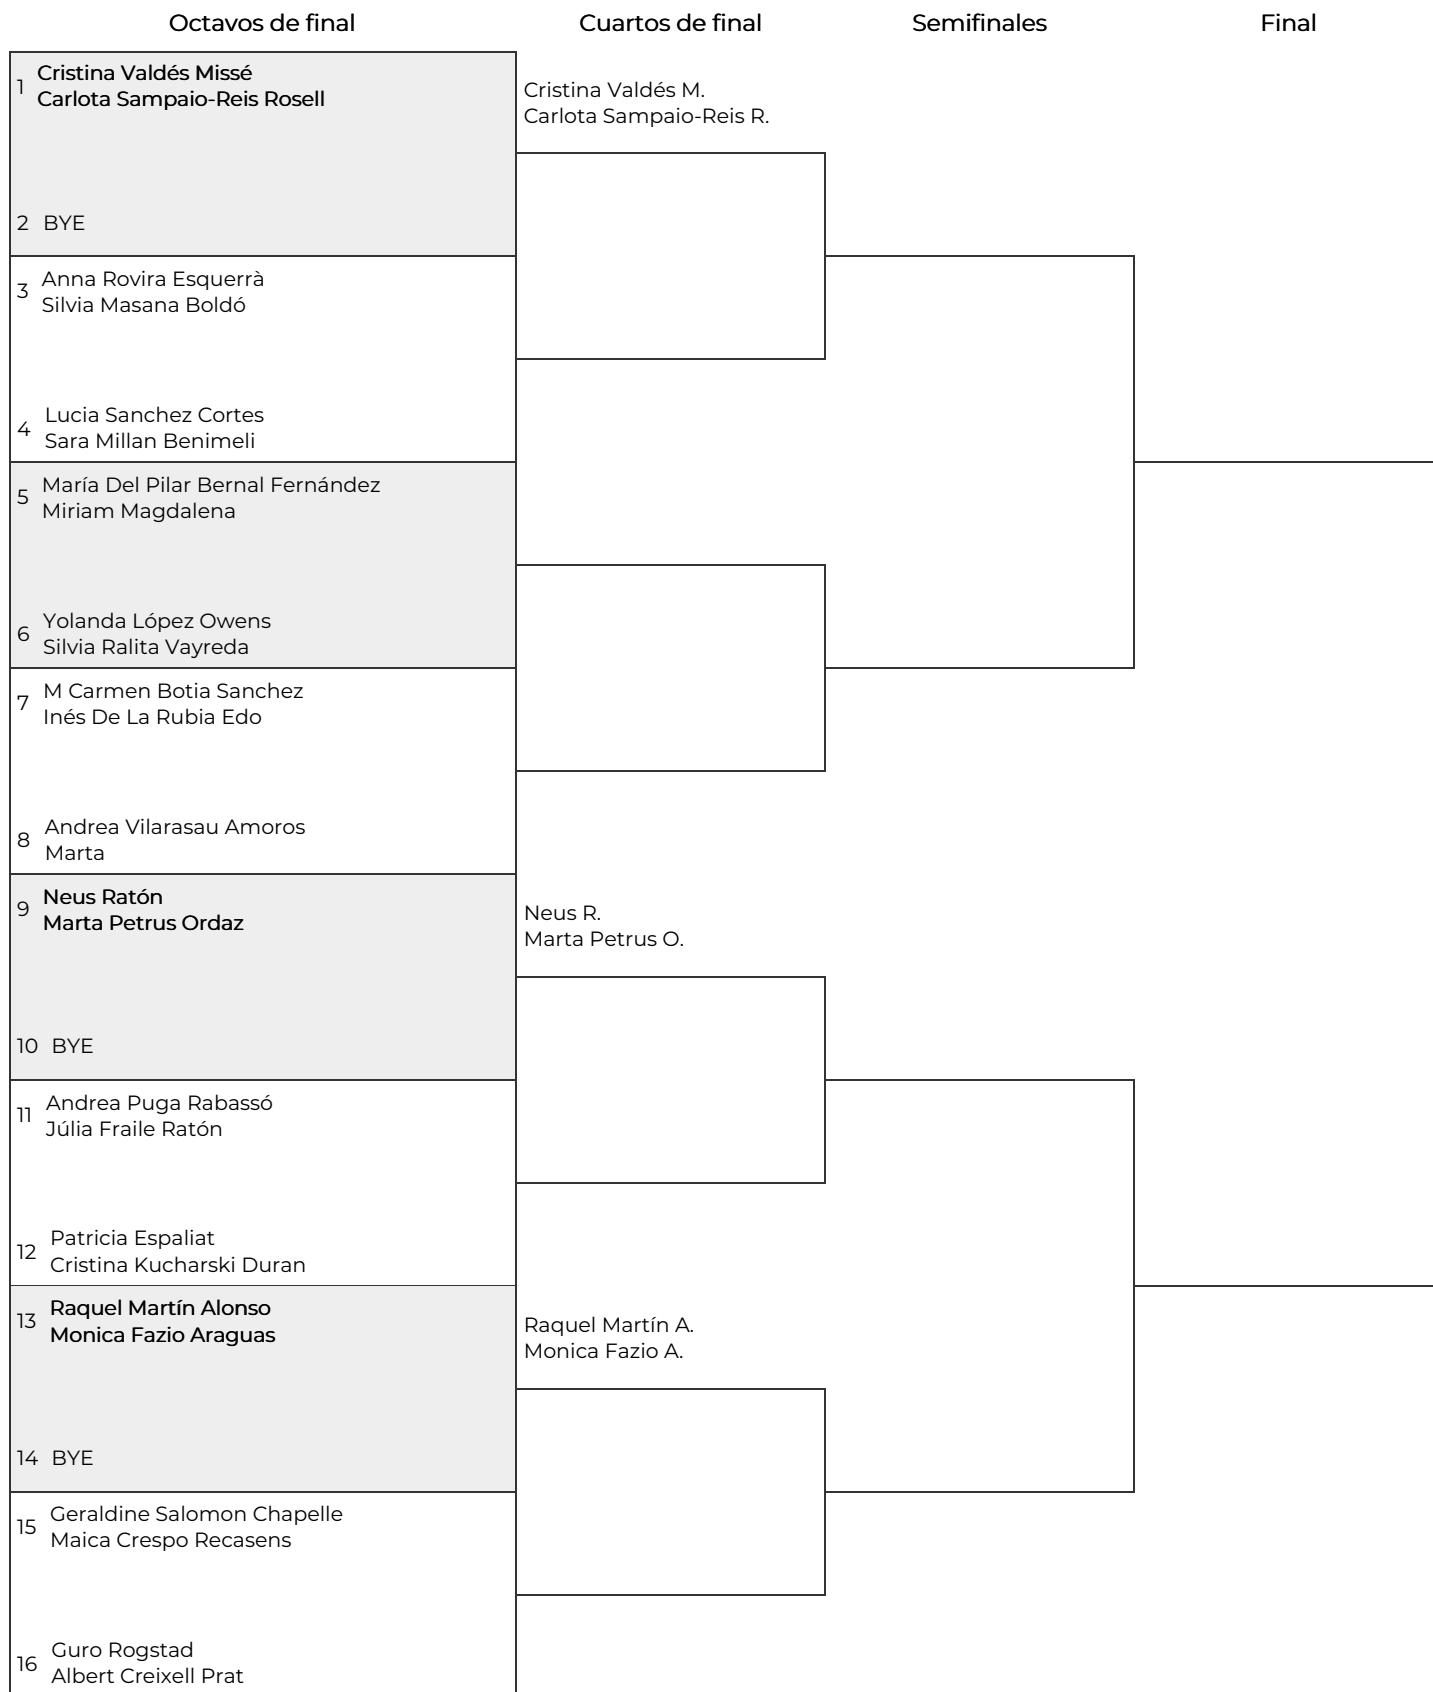 Octavos de final
Cuartos de final
Semifinales
Final
1 Cristina Valdés Missé
Carlota Sampaio-Reis Rosell
Cristina Valdés M.
Carlota Sampaio-Reis R.
2 BYE
3 Anna Rovira Esquerrà
Silvia Masana Boldó
4 Lucia Sanchez Cortes
Sara Millan Benimeli
5 María Del Pilar Bernal Fernández
Miriam Magdalena
6 Yolanda López Owens
Silvia Ralita Vayreda
7 M Carmen Botia Sanchez
Inés De La Rubia Edo
8 Andrea Vilarasau Amoros
Marta
9 Neus Ratón
Marta Petrus Ordaz
Neus R.
Marta Petrus O.
10 BYE
11 Andrea Puga Rabassó
Júlia Fraile Ratón
12 Patricia Espaliat
Cristina Kucharski Duran
13 Raquel Martín Alonso
Monica Fazio Araguas
Raquel Martín A.
Monica Fazio A.
14 BYE
15 Geraldine Salomon Chapelle
Maica Crespo Recasens
16 Guro Rogstad
Albert Creixell Prat